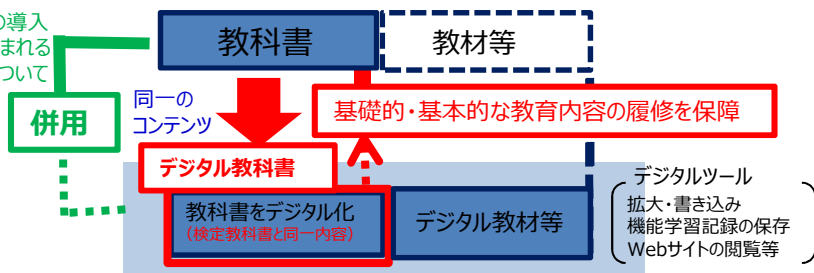 の導入
まれる
ついて
教科書
教材等
併用
同一の
コンテンツ
基礎的・基本的な教育内容の履修を保障
デジタル教科書
教科書をデジタル化
（検定教科書と同一内容）
デジタル教材等
デジタルツール
拡大・書き込み
機能学習記録の保存
Webサイトの閲覧等